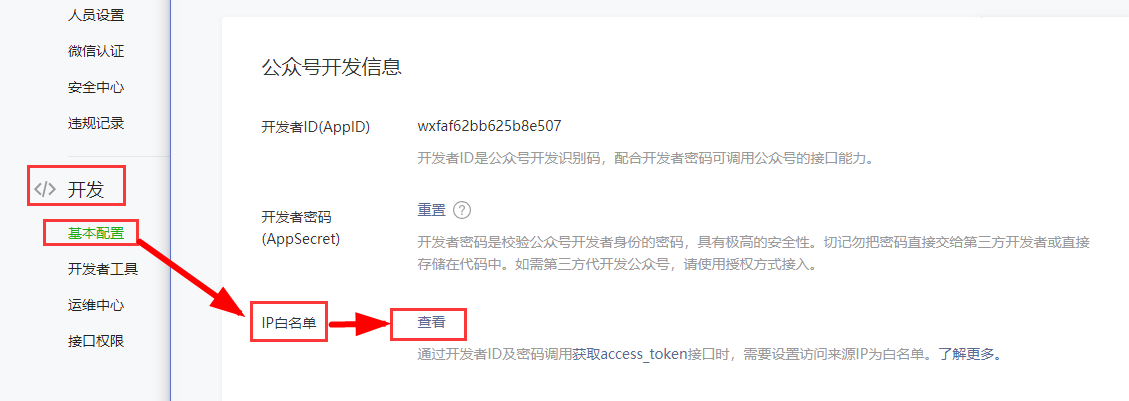 人员设置
微信认证
安全中心
违规记录
</> 开发
基本配置
开发者工具
运维中心
接口权限
公众号开发信息
开发者ID(AppID)
wxfaf62bb625b8e507
开发者ID是公众号开发识别码，配合开发者密码可调用公众号的接口能力。
开发者密码
(AppSecret)
重置 ?
开发者密码是校验公众号开发者身份的密码，具有极高的安全性。切记勿把密码直接交给第三方开发者或直接
存储在代码中。如需第三方代开发公众号，请使用授权方式接入。
IP白名单
查看
通过开发者ID及密码调用获取access_token接口时，需要设置访问来源IP为白名单。了解更多。